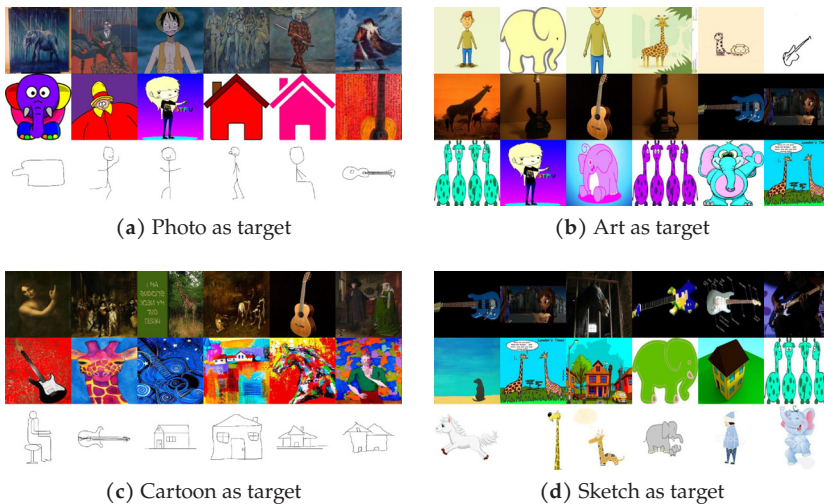 (a) Photo as target
(b) Art as target
(c) Cartoon as target
(d) Sketch as target